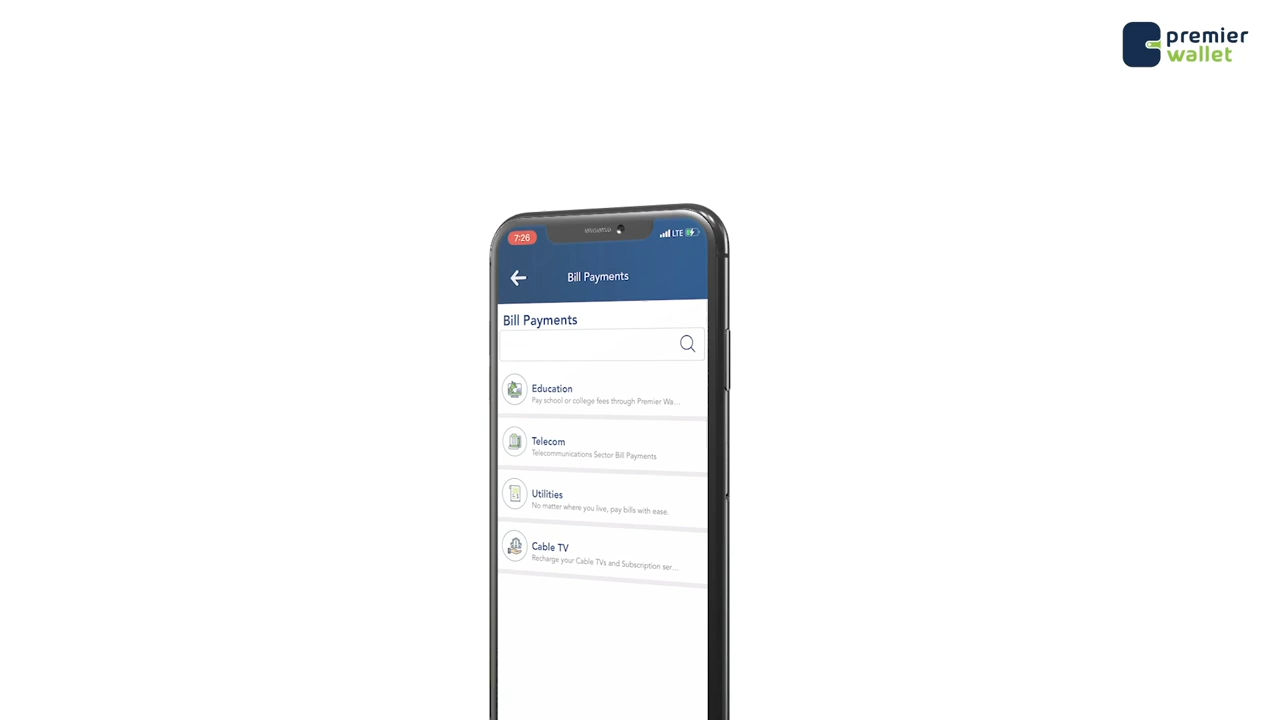 premier
wallet
7:26
LTE
Bill Payments
Bill Payments
Education
Pay school or college fees through Premier Wa...
Telecom
Telecommunications Sector Bill Payments
Utilities
No matter where you live, pay bills with ease.
Cable TV
Recharge your Cable TVs and Subscription ser...